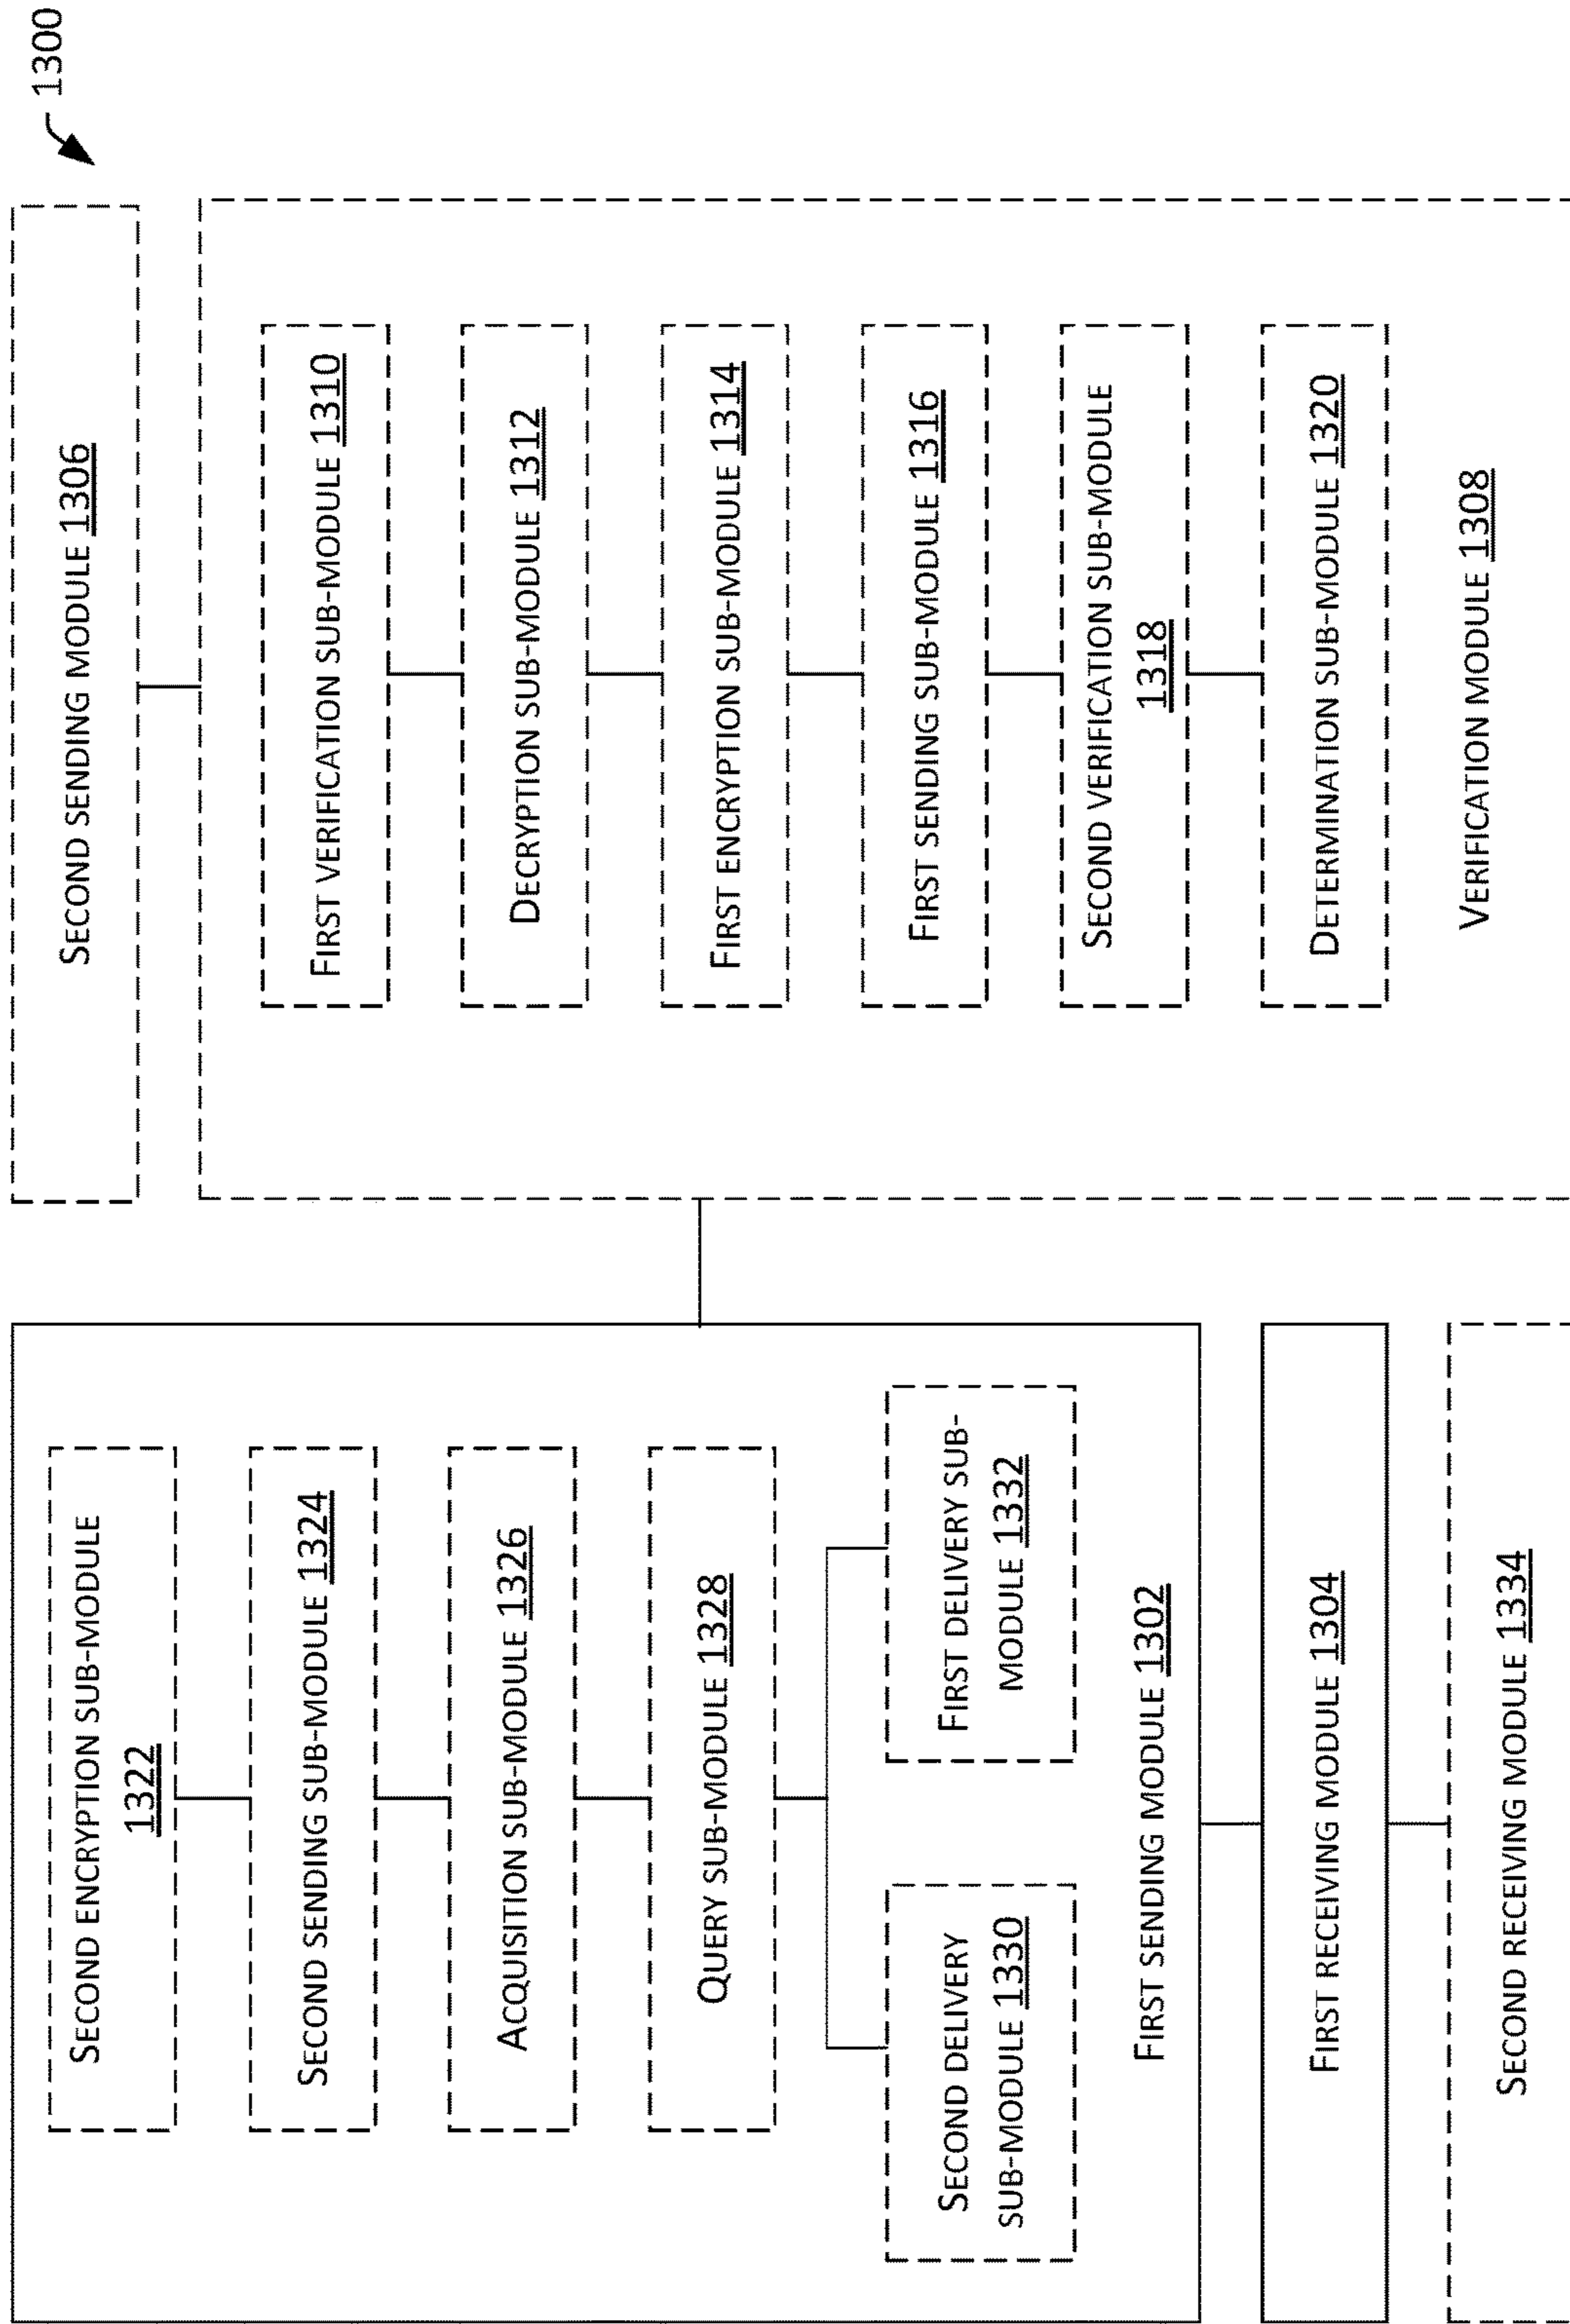 1300
SECOND ENCRYPTION SUB-MODULE
1322
SECOND SENDING SUB-MODULE 1324
ACQUISITION SUB-MODULE 1326
QUERY SUB-MODULE 1328
SECOND DELIVERY
SUB-MODULE 1330
FIRST DELIVERY SUB-
MODULE 1332
FIRST SENDING MODULE 1302
FIRST RECEIVING MODULE 1304
SECOND RECEIVING MODULE 1334
SECOND SENDING MODULE 1306
FIRST VERIFICATION SUB-MODULE 1310
DECRYPTION SUB-MODULE 1312
FIRST ENCRYPTION SUB-MODULE 1314
FIRST SENDING SUB-MODULE 1316
SECOND VERIFICATION SUB-MODULE
1318
DETERMINATION SUB-MODULE 1320
VERIFICATION MODULE 1308